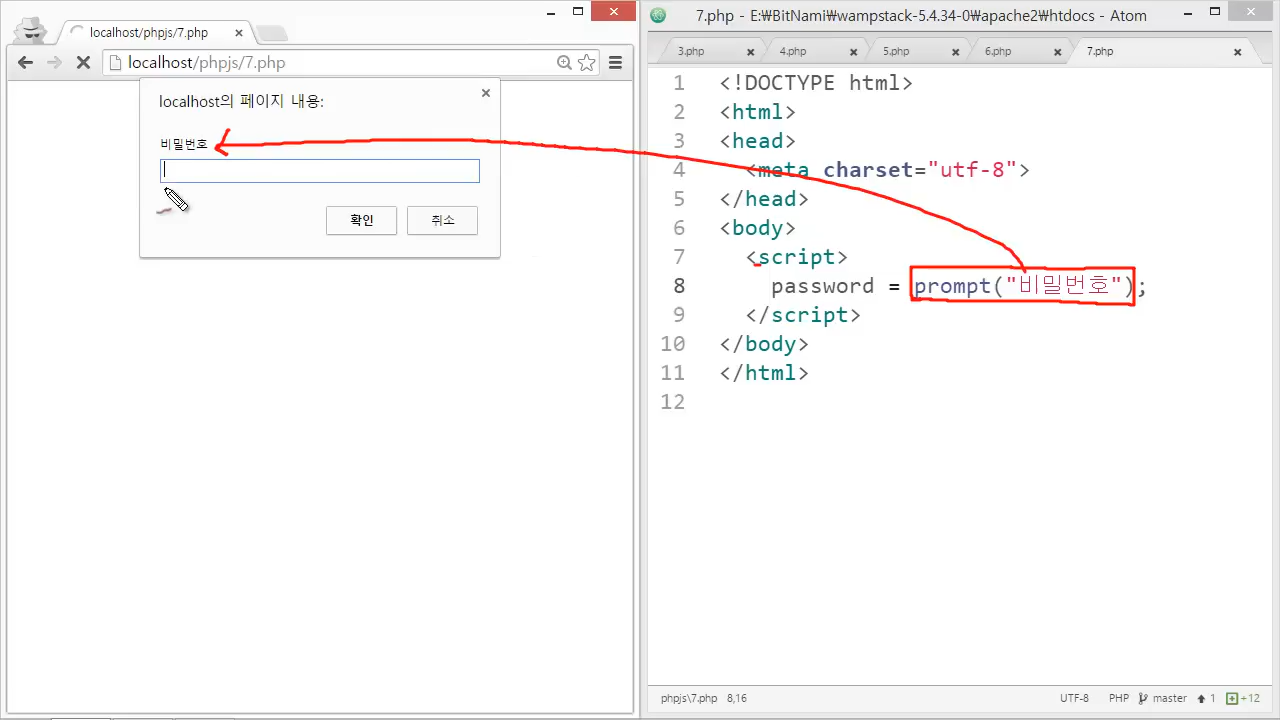 localhost/phpjs/7.php
localhost/phpjs/7.php
localhost의 페이지 내용:
비밀번호
확인
취소
7.php - E:₩BitNami₩wampstack-5.4.34-0₩apache2₩htdocs - Atom
3.php
4.php
5.php
6.php
7.php
1 <!DOCTYPE html>
2 <html>
3 <head>
4 <meta charset="utf-8">
5 </head>
6 <body>
7 <script>
8 password = prompt("비밀번호");
9 </script>
10 </body>
11 </html>
12
phpjs\7.php 8,16
UTF-8 PHP master 1 +12